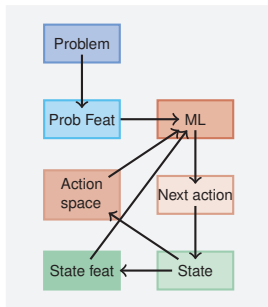 Problem
Prob Feat
ML
Action
space
Next action
State feat
State